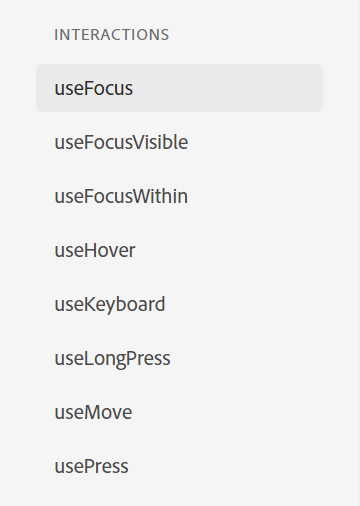 INTERACTIONS
useFocus
useFocusVisible
useFocusWithin
useHover
useKeyboard
useLongPress
useMove
usePress